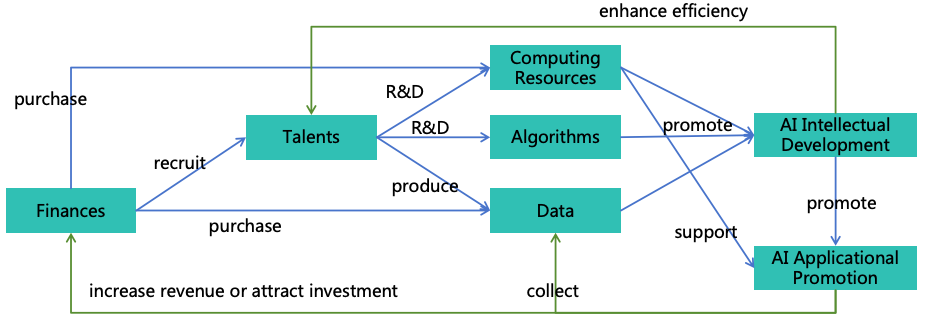 enhance efficiency
Computing
Resources
purchase
R&D
Talents
R&D
Algorithms
promote
AI Intellectual
Development
recruit
produce
Finances
purchase
Data
promote
support
AI Applicational
Promotion
increase revenue or attract investment
collect